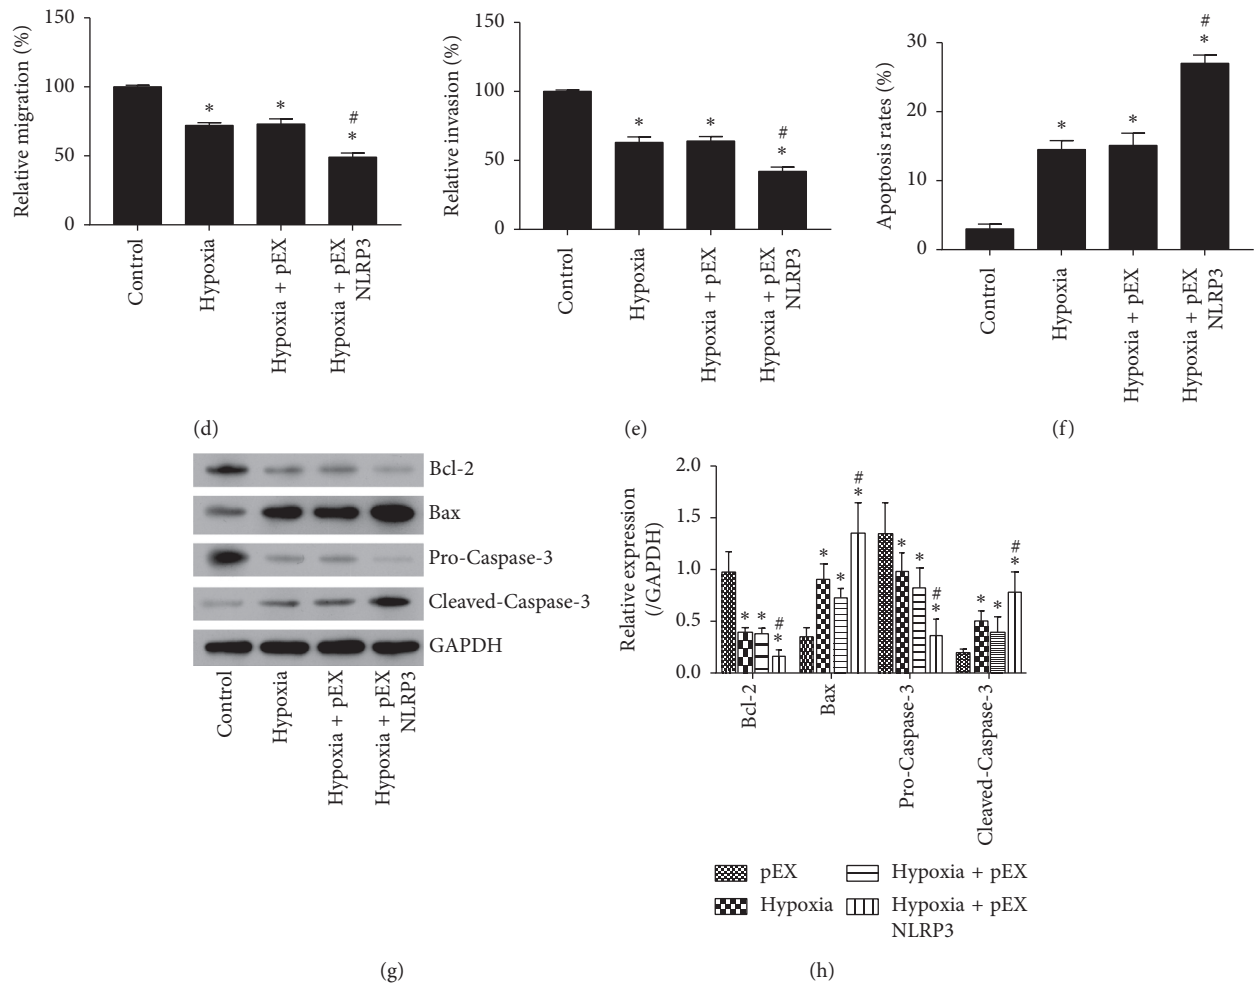 150
100
50
0
Relative migration (%)
*
*
#
*
Control
Hypoxia
Hypoxia + pEX
Hypoxia + pEX
NLRP3
(d)
150
100
50
0
Relative invasion (%)
*
*
#
*
Control
Hypoxia
Hypoxia + pEX
Hypoxia + pEX
NLRP3
(e)
30
20
10
0
Apoptosis rates (%)
*
*
#
*
Control
Hypoxia
Hypoxia + pEX
Hypoxia + pEX
NLRP3
(f)
Bcl-2
Bax
Pro-Caspase-3
Cleaved-Caspase-3
GAPDH
Control
Hypoxia
Hypoxia + pEX
Hypoxia + pEX
NLRP3
(g)
2.0
1.5
1.0
0.5
0.0
Relative expression
(/GAPDH)
* *
#
*
*
*
#
*
*
*
#
*
*
*
#
*
Bcl-2
Bax
Pro-Caspase-3
Cleaved-Caspase-3
pEX
Hypoxia
Hypoxia + pEX
Hypoxia + pEX
NLRP3
(h)